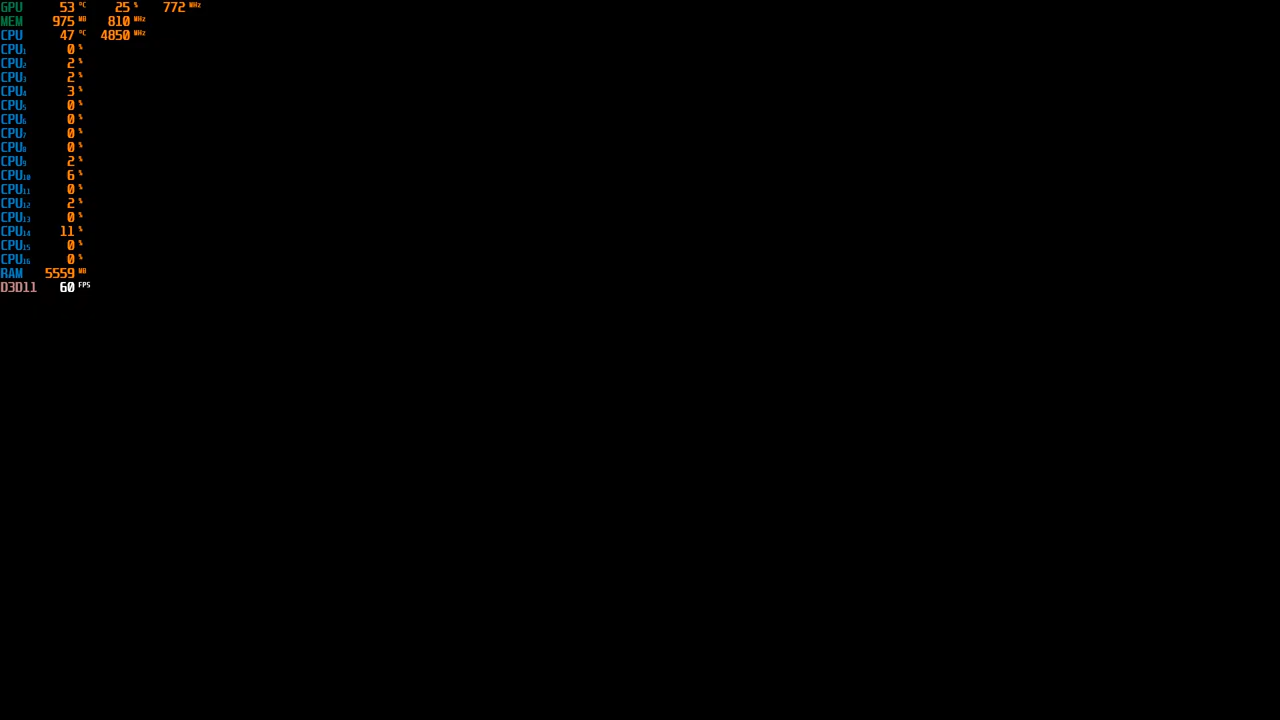 GPU 53 °C 25 % 772 MHz
MEM 975 MB 810 MHz
CPU 47 °C 4850 MHz
CPU1 0 %
CPU2 2 %
CPU3 2 %
CPU4 3 %
CPU5 0 %
CPU6 0 %
CPU7 0 %
CPU8 0 %
CPU9 2 %
CPU10 6 %
CPU11 0 %
CPU12 2 %
CPU13 0 %
CPU14 11 %
CPU15 0 %
CPU16 0 %
RAM 5559 MB
D3D11 60 FPS